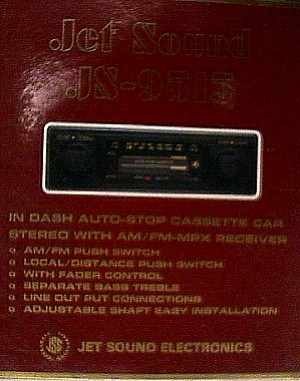 Jet Sound
JS-9515
IN DASH AUTO-STOP CASSETTE CAR
STEREO WITH AM/FM-MPX RECEIVER
AM/FM PUSH SWITCH
LOCAL/DISTANCE PUSH SWITCH
WITH FADER CONTROL
SEPARATE BASS TREBLE
LINE OUT PUT CONNECTIONS
ADJUSTABLE SHAFT EASY INSTALLATION
JET SOUND ELECTRONICS